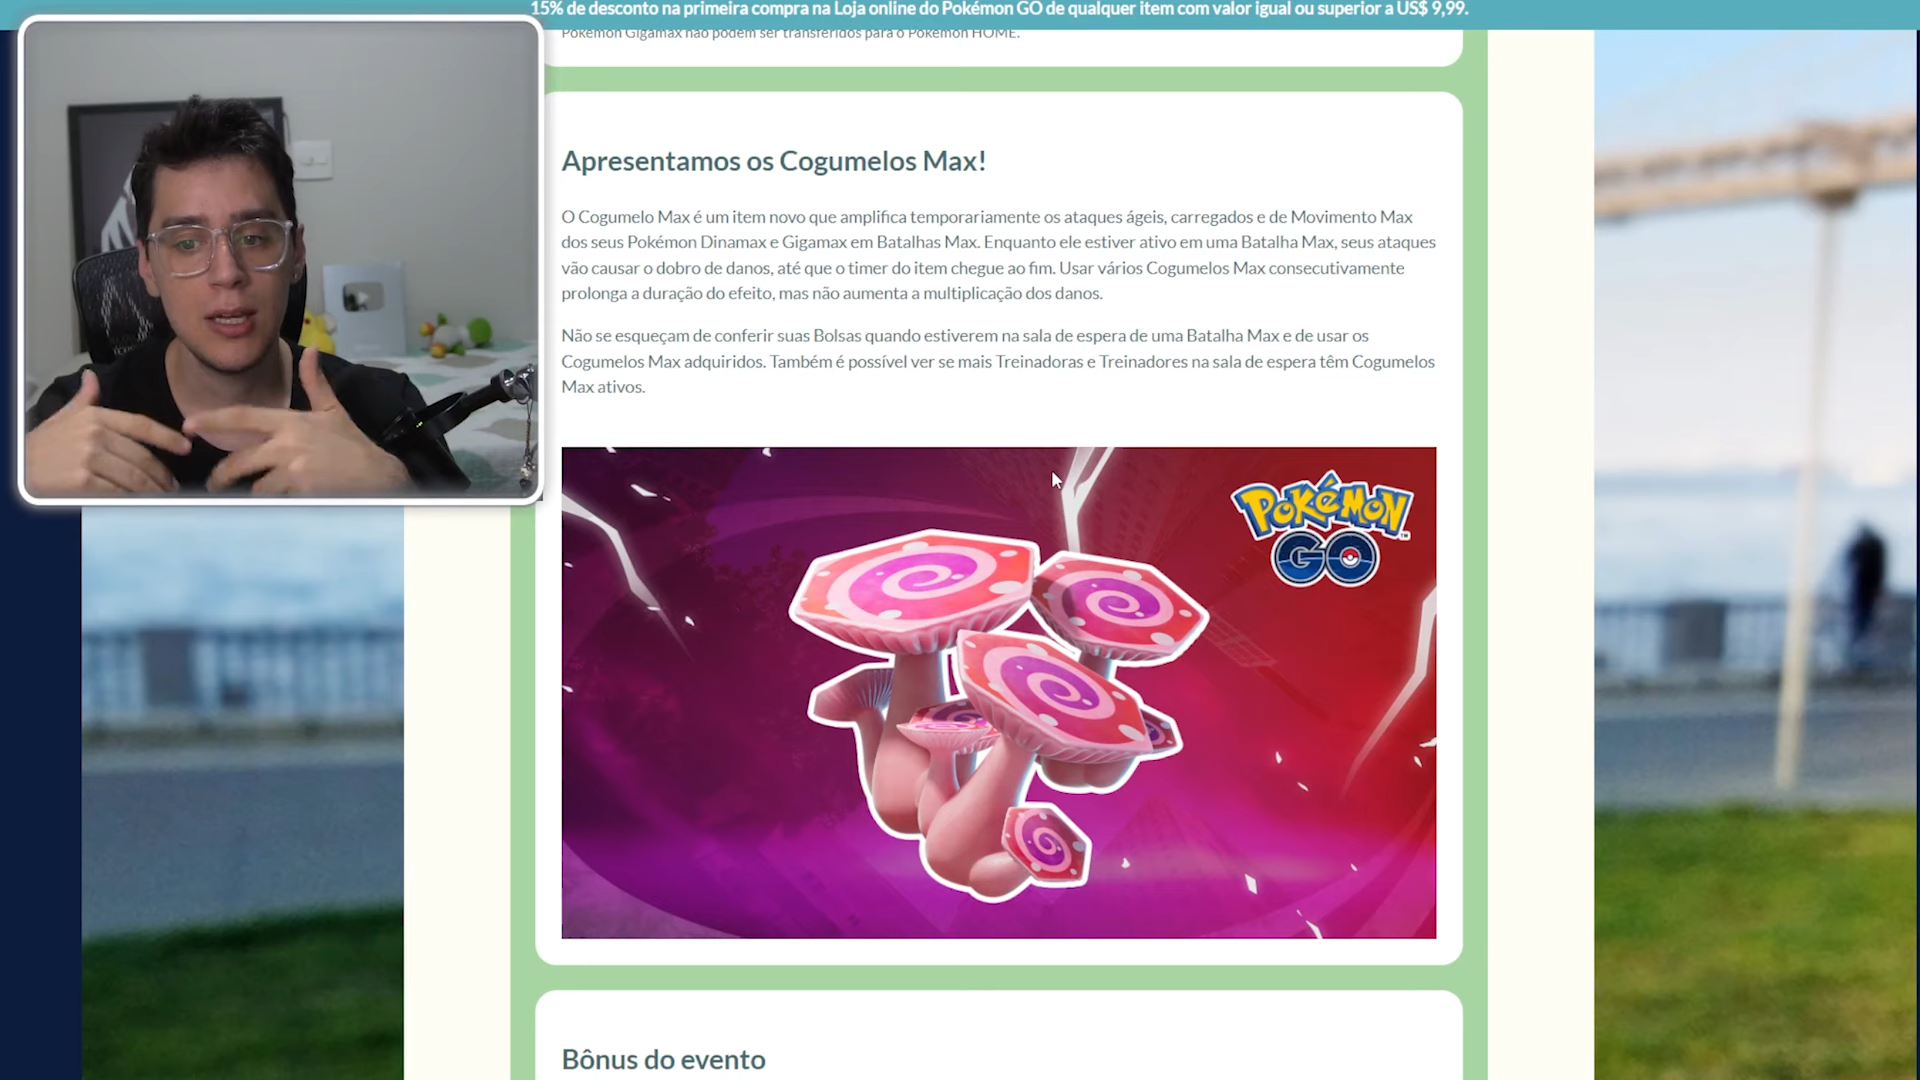 15% de desconto na primeira compra na Loja online do Pokémon GO de qualquer item com valor igual ou superior a US$ 9,99.
Pokémon Gigamax não podem ser transferidos para o Pokémon HOME.
Apresentamos os Cogumelos Max!
O Cogumelo Max é um item novo que amplifica temporariamente os ataques ágeis, carregados e de Movimento Max
dos seus Pokémon Dinamax e Gigamax em Batalhas Max. Enquanto ele estiver ativo em uma Batalha Max, seus ataques
vão causar o dobro de danos, até que o timer do item chegue ao fim. Usar vários Cogumelos Max consecutivamente
prolonga a duração do efeito, mas não aumenta a multiplicação dos danos.
Não se esqueçam de conferir suas Bolsas quando estiverem na sala de espera de uma Batalha Max e de usar os
Cogumelos Max adquiridos. Também é possível ver se mais Treinadoras e Treinadores na sala de espera têm Cogumelos
Max ativos.
POKÉMON
GO
Bônus do evento